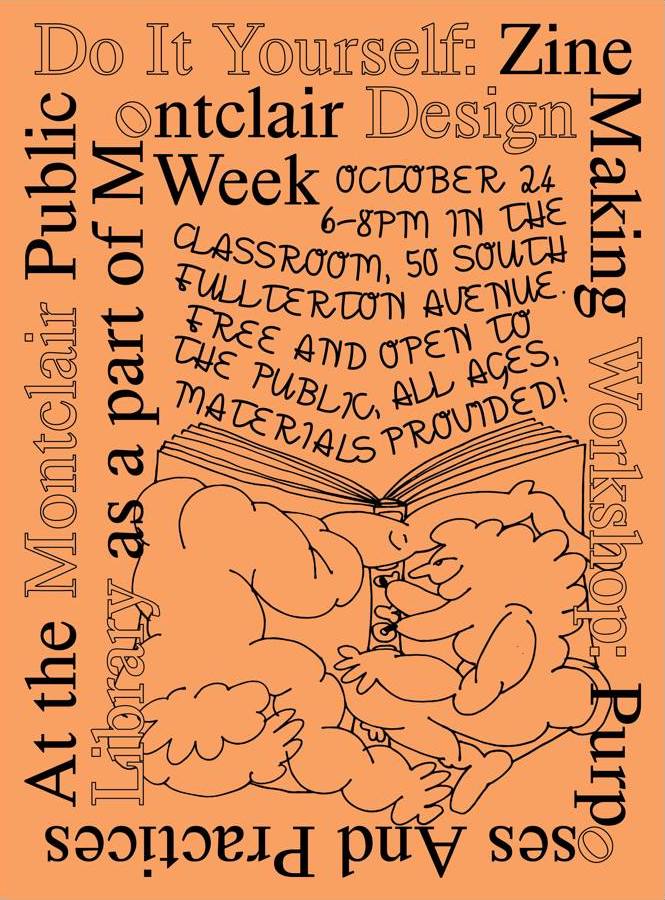 Do It Yourself: Zine
Making Workshop:
Purposes And Practices
At the Montclair Public
Library as a part of Montclair Design
Week
OCTOBER 24
6-8PM IN THE
CLASSROOM, 50 SOUTH
FULLTERTON AVENUE.
FREE AND OPEN TO
THE PUBLIC, ALL AGES,
MATERIALS PROVIDED!